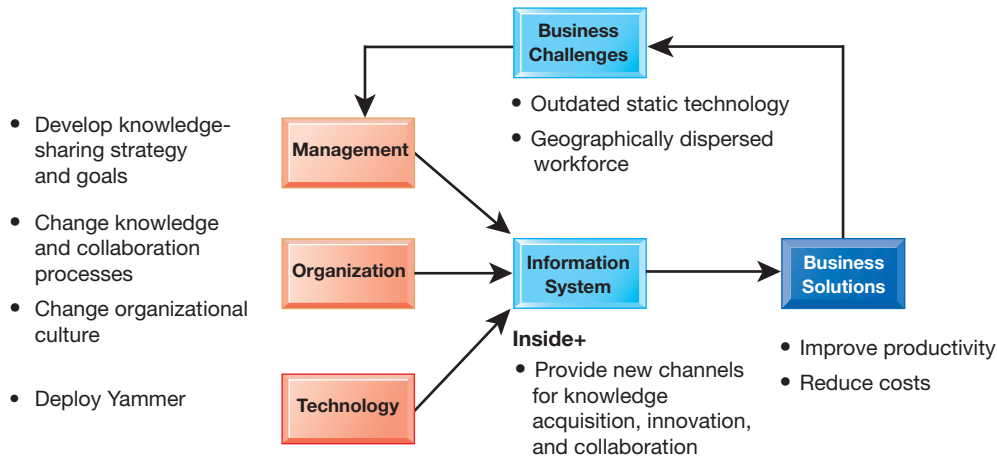 Business
Challenges
• Outdated static technology
• Geographically dispersed
workforce
• Develop knowledge-
sharing strategy
and goals
Management
• Change knowledge
and collaboration
processes
• Change organizational
culture
Organization
Information
System
Business
Solutions
Inside+
• Provide new channels
for knowledge
acquisition, innovation,
and collaboration
• Improve productivity
• Reduce costs
• Deploy Yammer
Technology